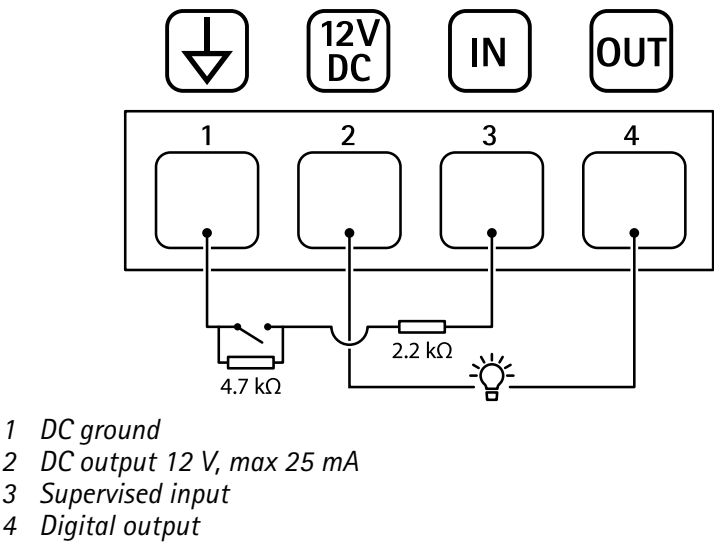 12V
DC
IN
OUT
1
2
3
4
2.2 kΩ
4.7 kΩ
1 DC ground
2 DC output 12 V, max 25 mA
3 Supervised input
4 Digital output